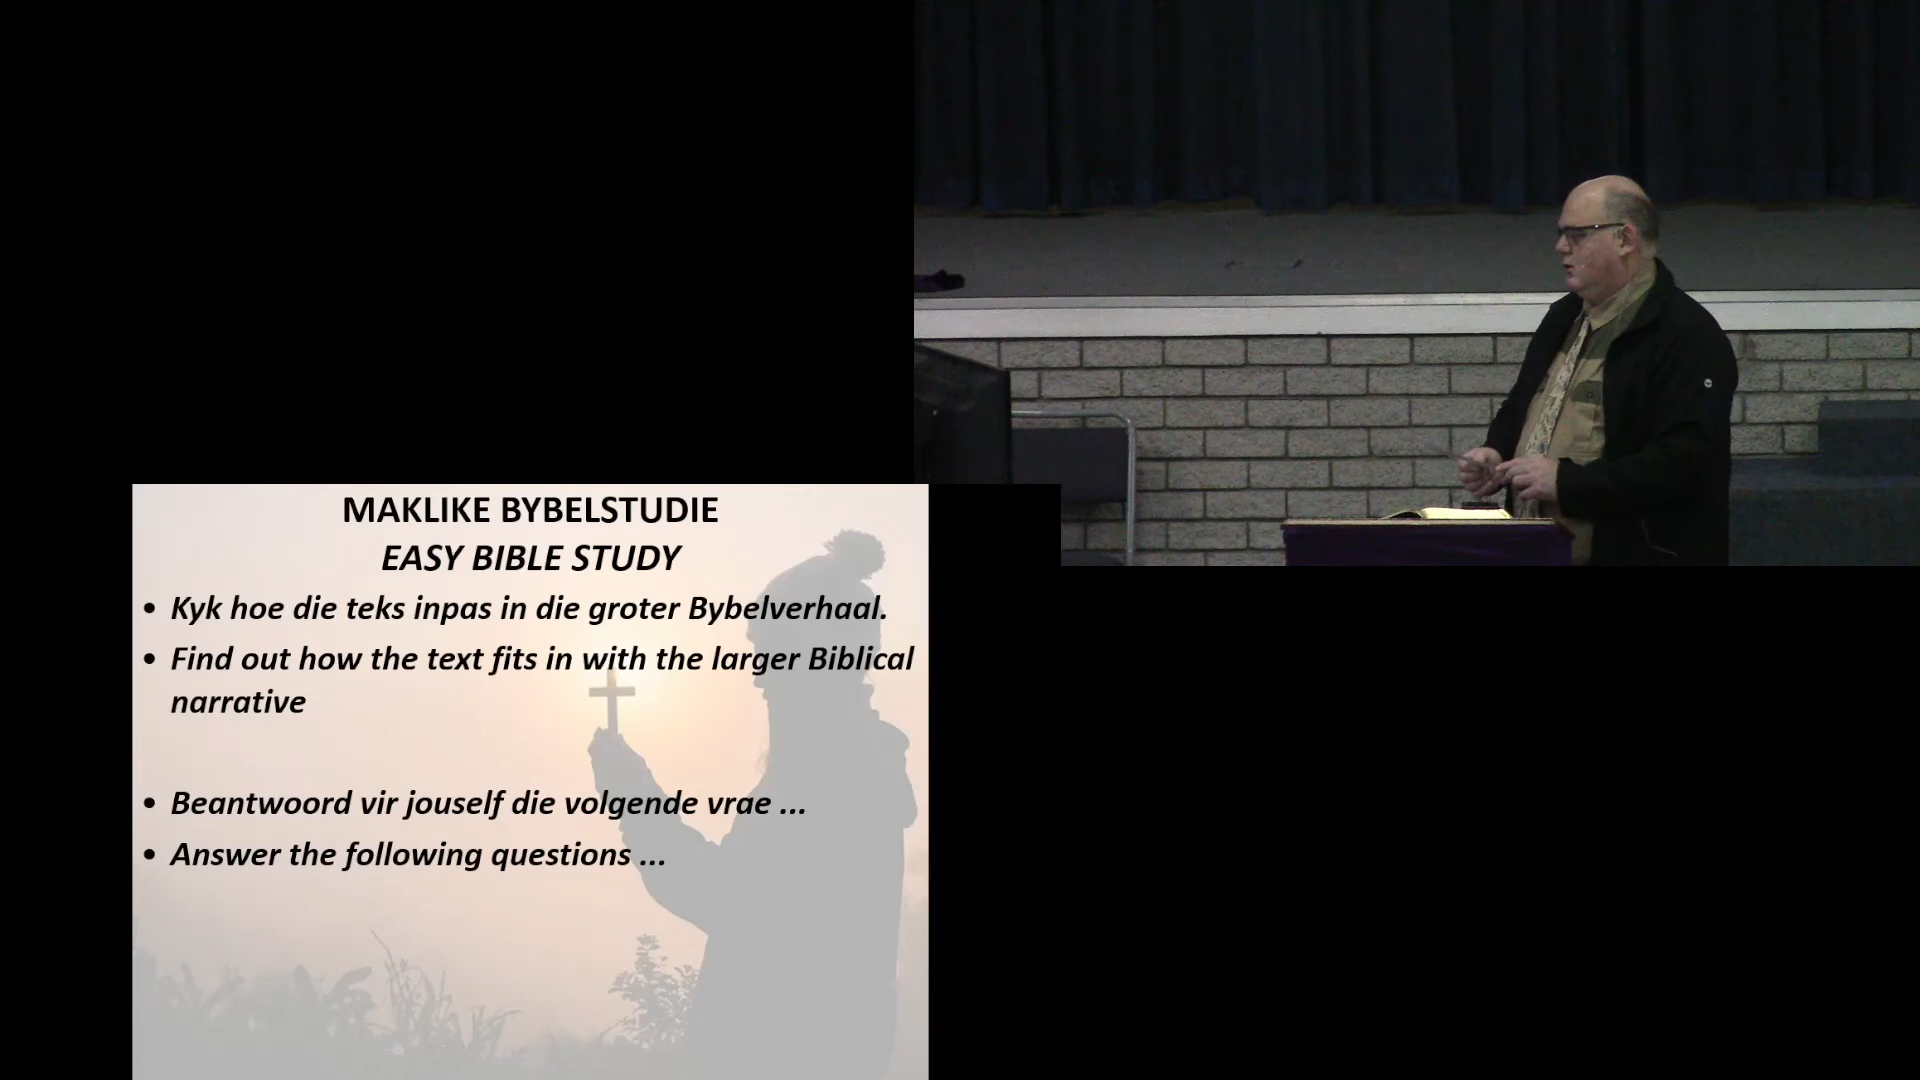 MAKLIKE BYBELSTUDIE
EASY BIBLE STUDY
• Kyk hoe die teks inpas in die groter Bybelverhaal.
• Find out how the text fits in with the larger Biblical
narrative
• Beantwoord vir jouself die volgende vrae ...
• Answer the following questions ...